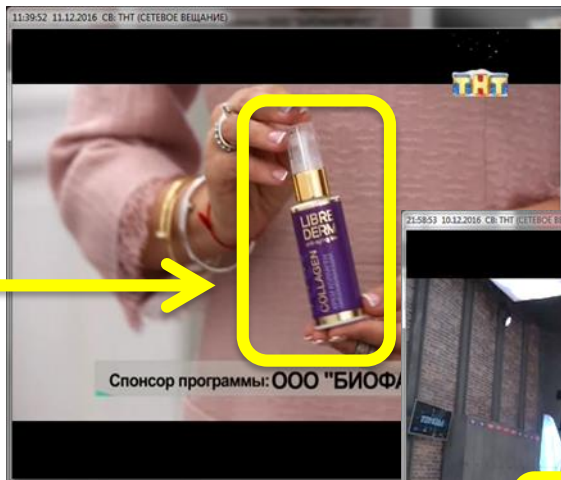 11:39:52 11.12.2016 СВ: ТНТ (СЕТЕВОЕ ВЕЩАНИЕ)
ТНТ
LIBRE
DERM
COLLAGEN
Спонсор программы: ООО "БИОФА
21:58:53 10.12.2016 СВ: ТНТ (СЕТЕВОЕ В